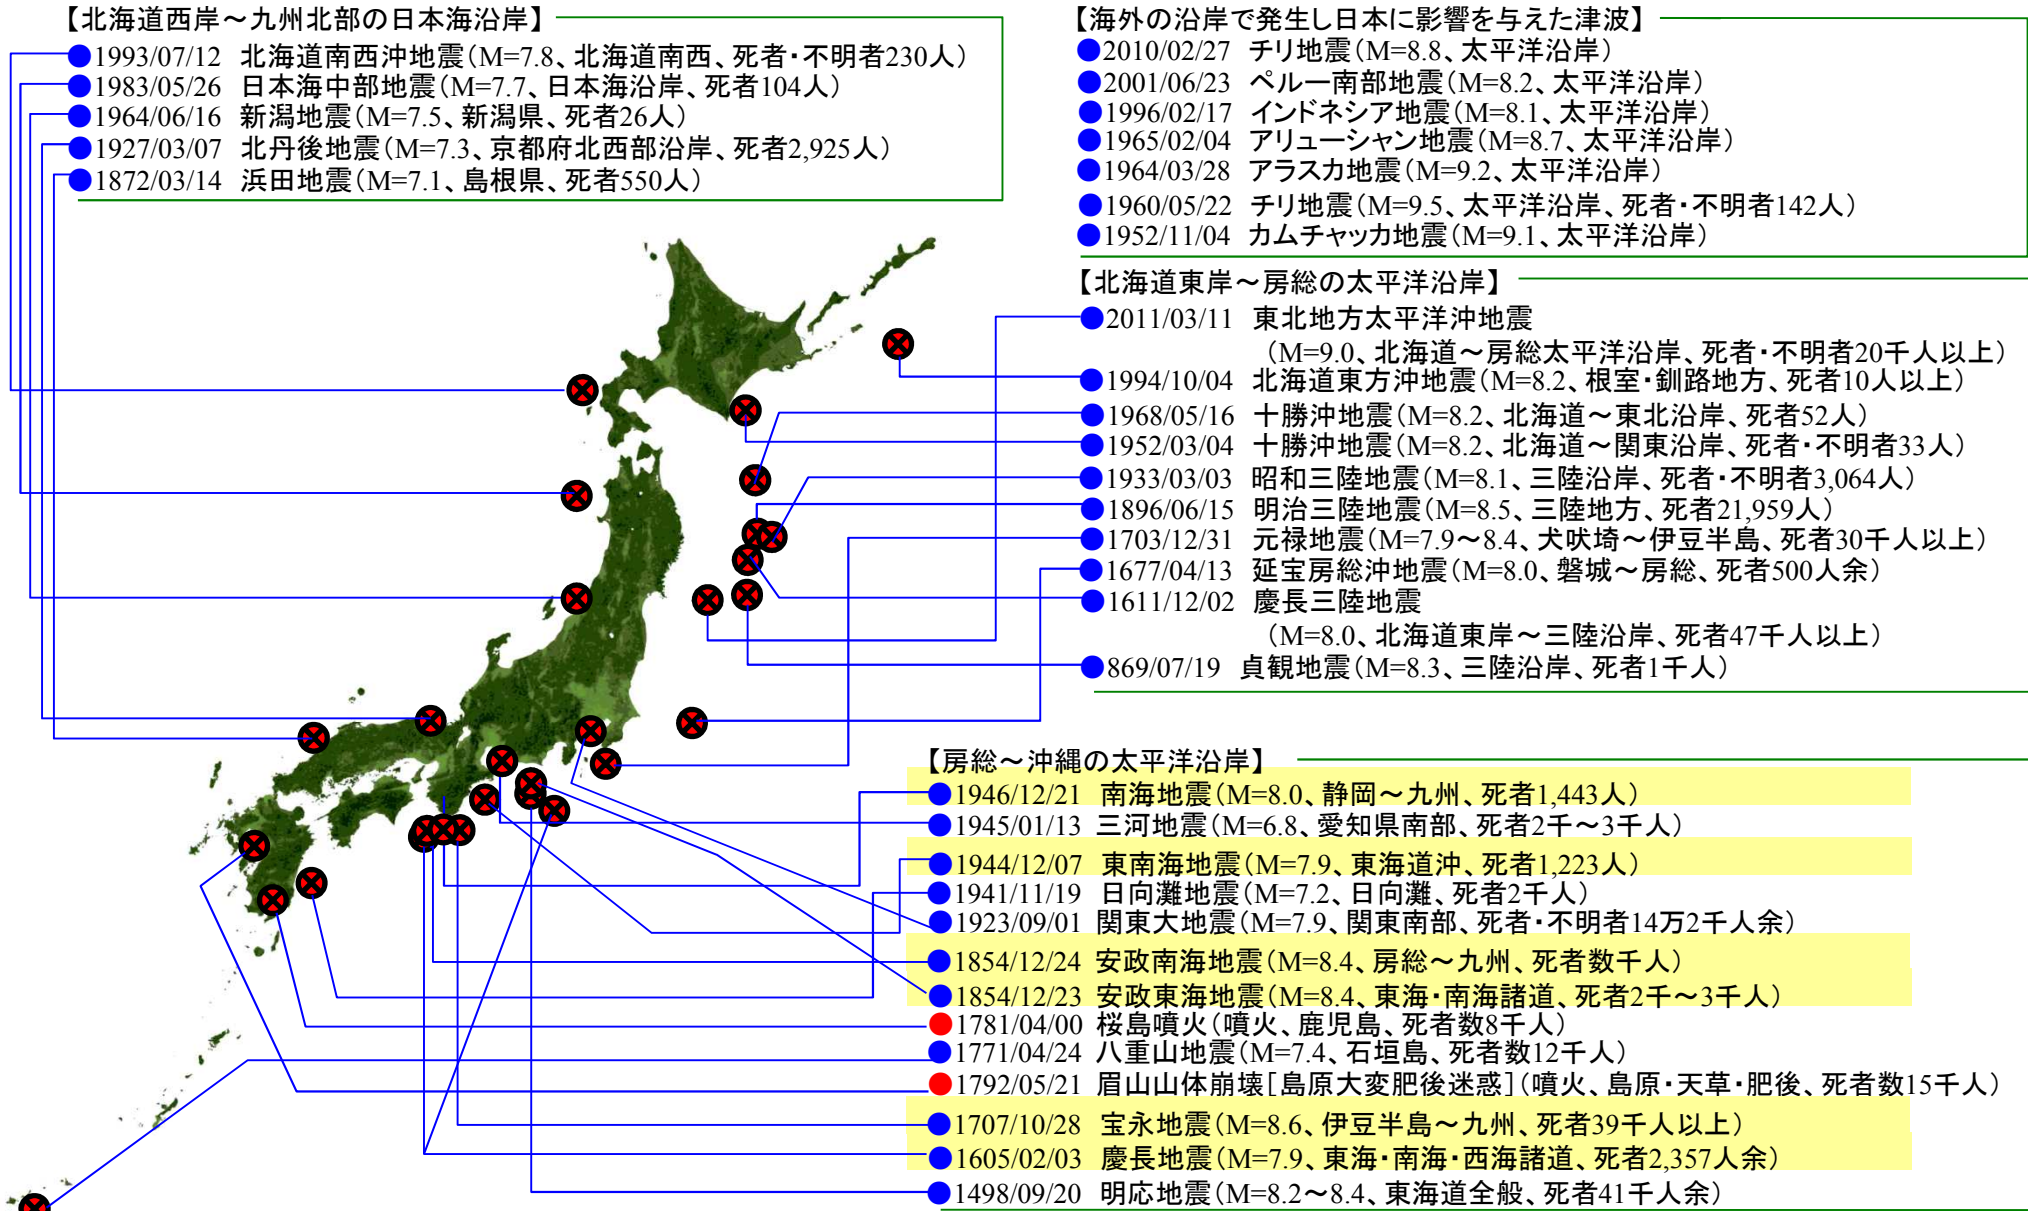 【北海道西岸～九州北部の日本海沿岸】
1993/07/12 北海道南西沖地震(M=7.8、北海道南西、死者・不明者230人)
1983/05/26 日本海中部地震(M=7.7、日本海沿岸、死者104人)
1964/06/16 新潟地震(M=7.5、新潟県、死者26人)
1927/03/07 北丹後地震(M=7.3、京都府北西部沿岸、死者2,925人)
1872/03/14 浜田地震(M=7.1、島根県、死者550人)
【海外の沿岸で発生し日本に影響を与えた津波】
2010/02/27 チリ地震(M=8.8、太平洋沿岸)
2001/06/23 ペルー南部地震(M=8.2、太平洋沿岸)
1996/02/17 インドネシア地震(M=8.1、太平洋沿岸)
1965/02/04 アリューシャン地震(M=8.7、太平洋沿岸)
1964/03/28 アラスカ地震(M=9.2、太平洋沿岸)
1960/05/22 チリ地震(M=9.5、太平洋沿岸、死者・不明者142人)
1952/11/04 カムチャッカ地震(M=9.1、太平洋沿岸)
【北海道東岸～房総の太平洋沿岸】
2011/03/11 東北地方太平洋沖地震
(M=9.0、北海道～房総太平洋沿岸、死者・不明者20千人以上)
1994/10/04 北海道東方沖地震(M=8.2、根室・釧路地方、死者10人以上)
1968/05/16 十勝沖地震(M=8.2、北海道～東北沿岸、死者52人)
1952/03/04 十勝沖地震(M=8.2、北海道～関東沿岸、死者・不明者33人)
1933/03/03 昭和三陸地震(M=8.1、三陸沿岸、死者・不明者3,064人)
1896/06/15 明治三陸地震(M=8.5、三陸地方、死者21,959人)
1703/12/31 元禄地震(M=7.9～8.4、犬吠埼～伊豆半島、死者30千人以上)
1677/04/13 延宝房総沖地震(M=8.0、磐城～房総、死者500人余)
1611/12/02 慶長三陸地震
(M=8.0、北海道東岸～三陸沿岸、死者47千人以上)
869/07/19 貞観地震(M=8.3、三陸沿岸、死者1千人)
【房総～沖縄の太平洋沿岸】
1946/12/21 南海地震(M=8.0、静岡～九州、死者1,443人)
1945/01/13 三河地震(M=6.8、愛知県南部、死者2千～3千人)
1944/12/07 東南海地震(M=7.9、東海道沖、死者1,223人)
1941/11/19 日向灘地震(M=7.2、日向灘、死者2千人)
1923/09/01 関東大地震(M=7.9、関東南部、死者・不明者14万2千人余)
1854/12/24 安政南海地震(M=8.4、房総～九州、死者数千人)
1854/12/23 安政東海地震(M=8.4、東海・南海諸道、死者2千～3千人)
1781/04/00 桜島噴火(噴火、鹿児島、死者数8千人)
1771/04/24 八重山地震(M=7.4、石垣島、死者数12千人)
1792/05/21 眉山山体崩壊[島原大変肥後迷惑](噴火、島原・天草・肥後、死者数15千人)
1707/10/28 宝永地震(M=8.6、伊豆半島～九州、死者39千人以上)
1605/02/03 慶長地震(M=7.9、東海・南海・西海諸道、死者2,357人余)
1498/09/20 明応地震(M=8.2～8.4、東海道全般、死者41千人余)